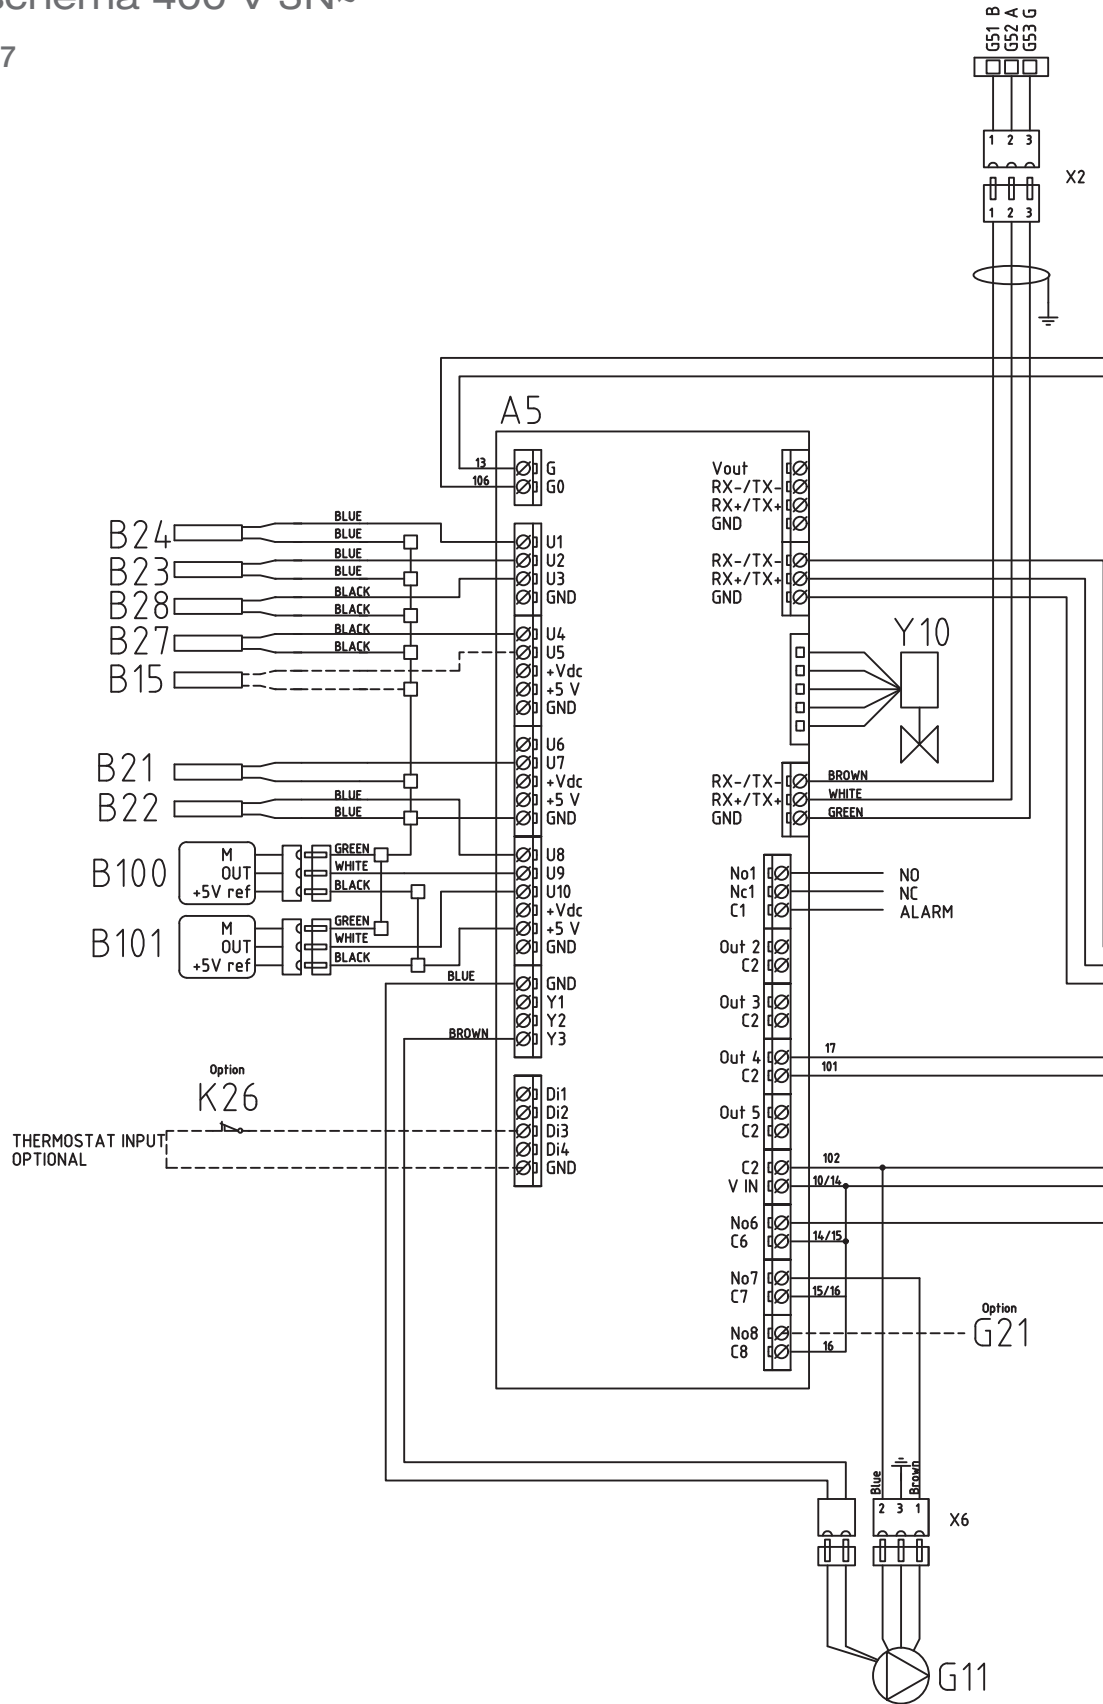 schema 400 V 3N~
7
G51 B
G52 A
G53 G
1 2 3
X2
1 2 3
A5
13 G
106 G0
Vout
RX-/TX-
RX+/TX+
GND
B24
BLUE
BLUE
B23
BLUE
BLUE
B28
BLACK
BLACK
B27
BLACK
BLACK
B15
U1
U2
U3
GND
U4
U5
+Vdc
+5 V
GND
RX-/TX-
RX+/TX+
GND
Y10
B21
B22
BLUE
BLUE
U6
U7
+Vdc
+5 V
GND
RX-/TX- BROWN
RX+/TX+ WHITE
GND GREEN
B100
M GREEN
OUT WHITE
+5V ref BLACK
B101
M GREEN
OUT WHITE
+5V ref BLACK
U8
U9
U10
+Vdc
+5 V
GND
No1 NO
Nc1 NC
C1 ALARM
Out 2
C2
BLUE GND
Y1
Y2
BROWN Y3
Out 3
C2
Out 4 17
C2 101
Option
K26
THERMOSTAT INPUT
OPTIONAL
Di1
Di2
Di3
Di4
GND
Out 5
C2
C2 102
V IN 10/14
No6
C6 14/15
No7
C7 15/16
No8
C8 16
Option
G21
Blue
Brown
2 3 1
X6
G11